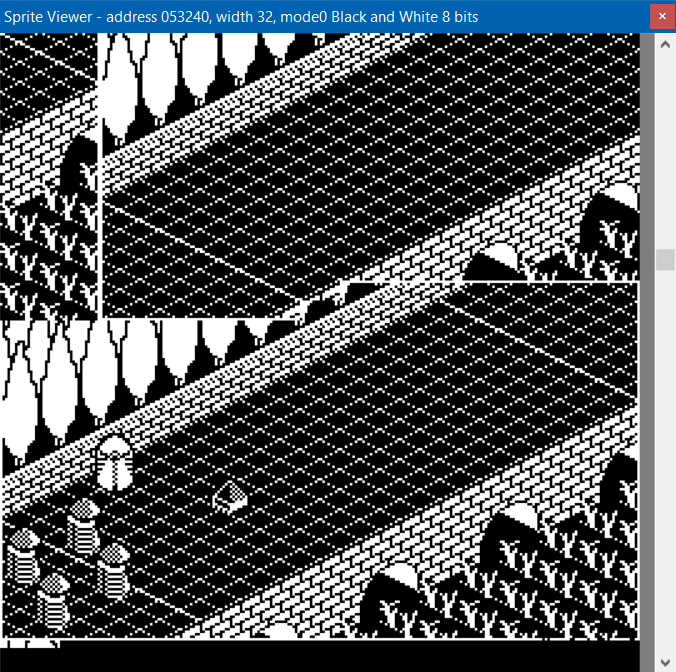 Sprite Viewer - address 053240, width 32, mode0 Black and White 8 bits